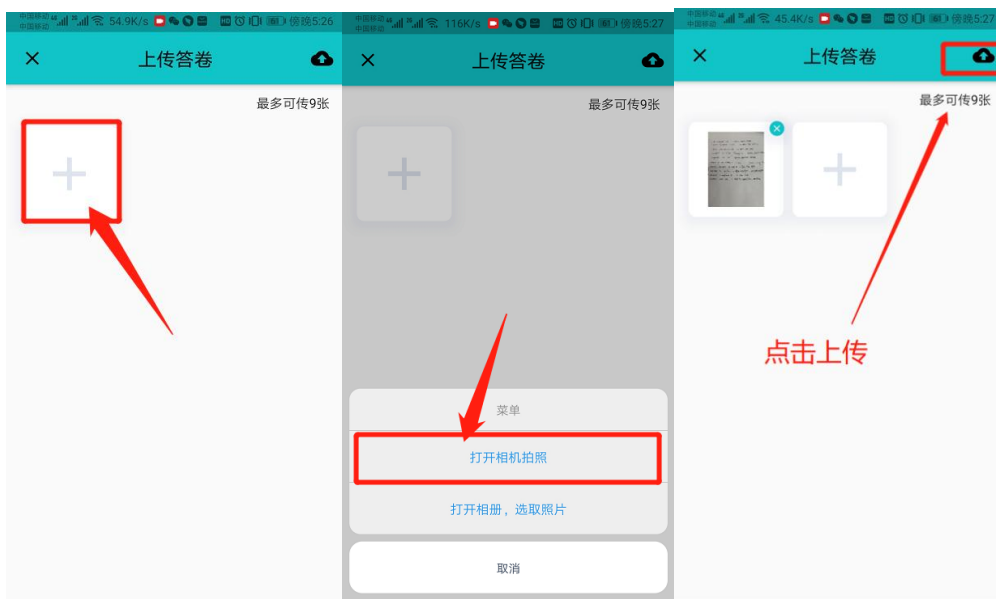 中国移动
中国移动
54.9K/s
HD
傍晚5:26
上传答卷
最多可传9张
中国移动
中国移动
116K/s
HD
傍晚5:27
上传答卷
最多可传9张
菜单
打开相机拍照
打开相册，选取照片
取消
中国移动
中国移动
45.4K/s
HD
傍晚5:27
上传答卷
最多可传9张
点击上传